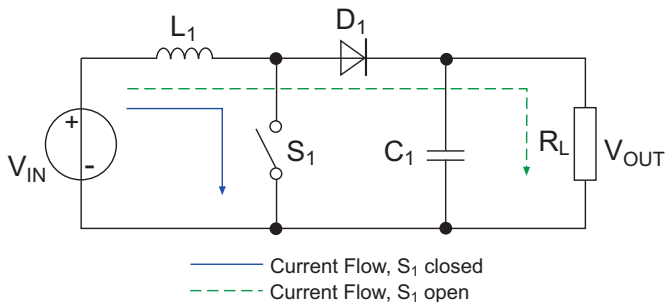 L1
D1
+
-
VIN
S1
C1
RL
VOUT
Current Flow, S1 closed
Current Flow, S1 open